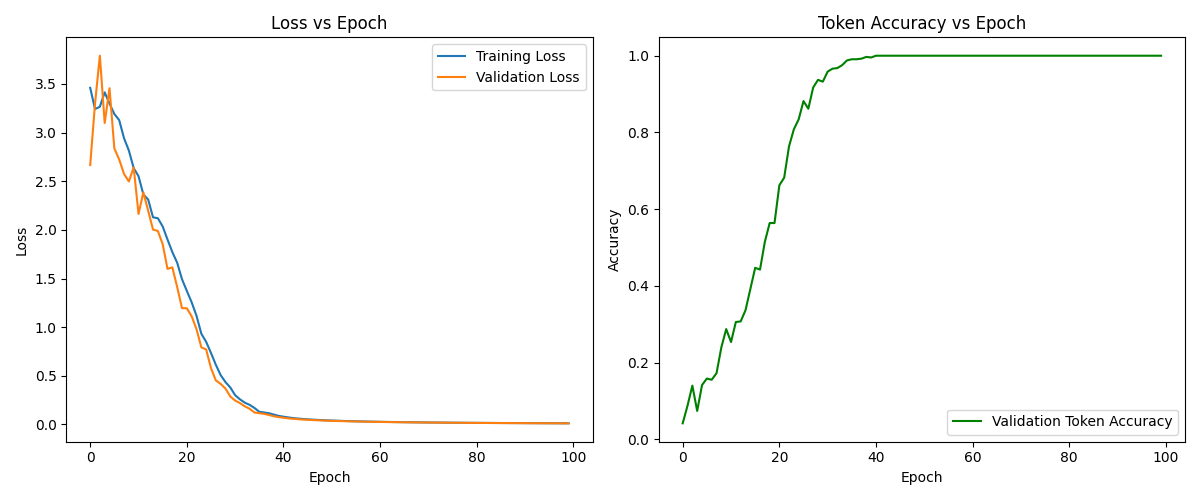 Loss vs Epoch
Training Loss
Validation Loss
3.5
3.0
2.5
2.0
1.5
1.0
0.5
0.0
Loss
0 20 40 60 80 100
Epoch
Token Accuracy vs Epoch
1.0
0.8
0.6
0.4
0.2
0.0
Accuracy
Validation Token Accuracy
0 20 40 60 80 100
Epoch